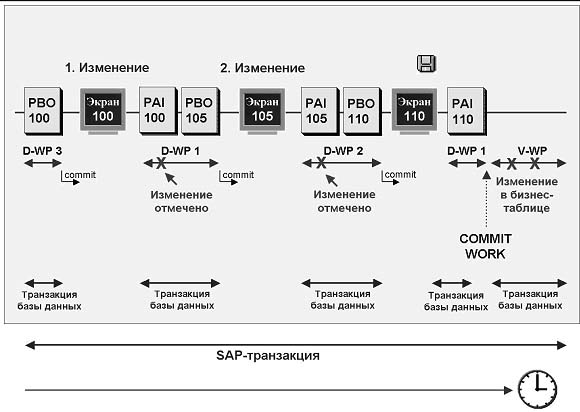 1. Изменение
2. Изменение
PBO
100
Экран
100
PAI
100
PBO
105
Экран
105
PAI
105
PBO
110
Экран
110
PAI
110
D-WP 3
D-WP 1
D-WP 2
D-WP 1
V-WP
commit
commit
commit
Изменение
отмечено
Изменение
отмечено
Изменение
в бизнес-
таблице
COMMIT
WORK
Транзакция
базы данных
Транзакция
базы данных
Транзакция
базы данных
Транзакция
базы данных
Транзакция
базы данных
SAP-транзакция